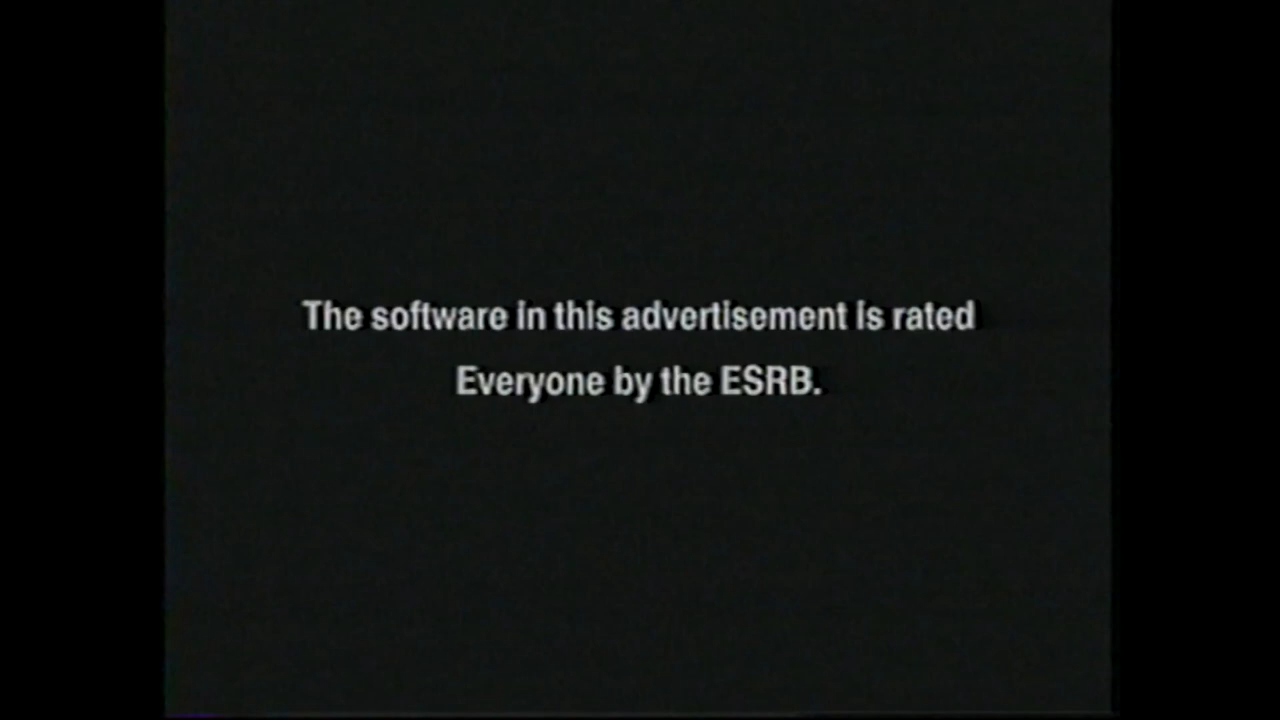 The software in this advertisement is rated
Everyone by the ESRB.